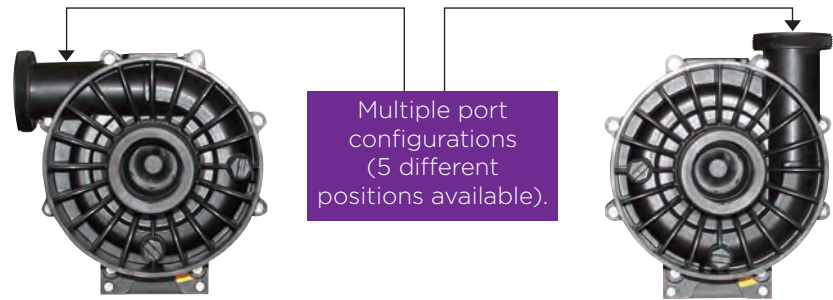 Multiple port
configurations
(5 different
positions available).